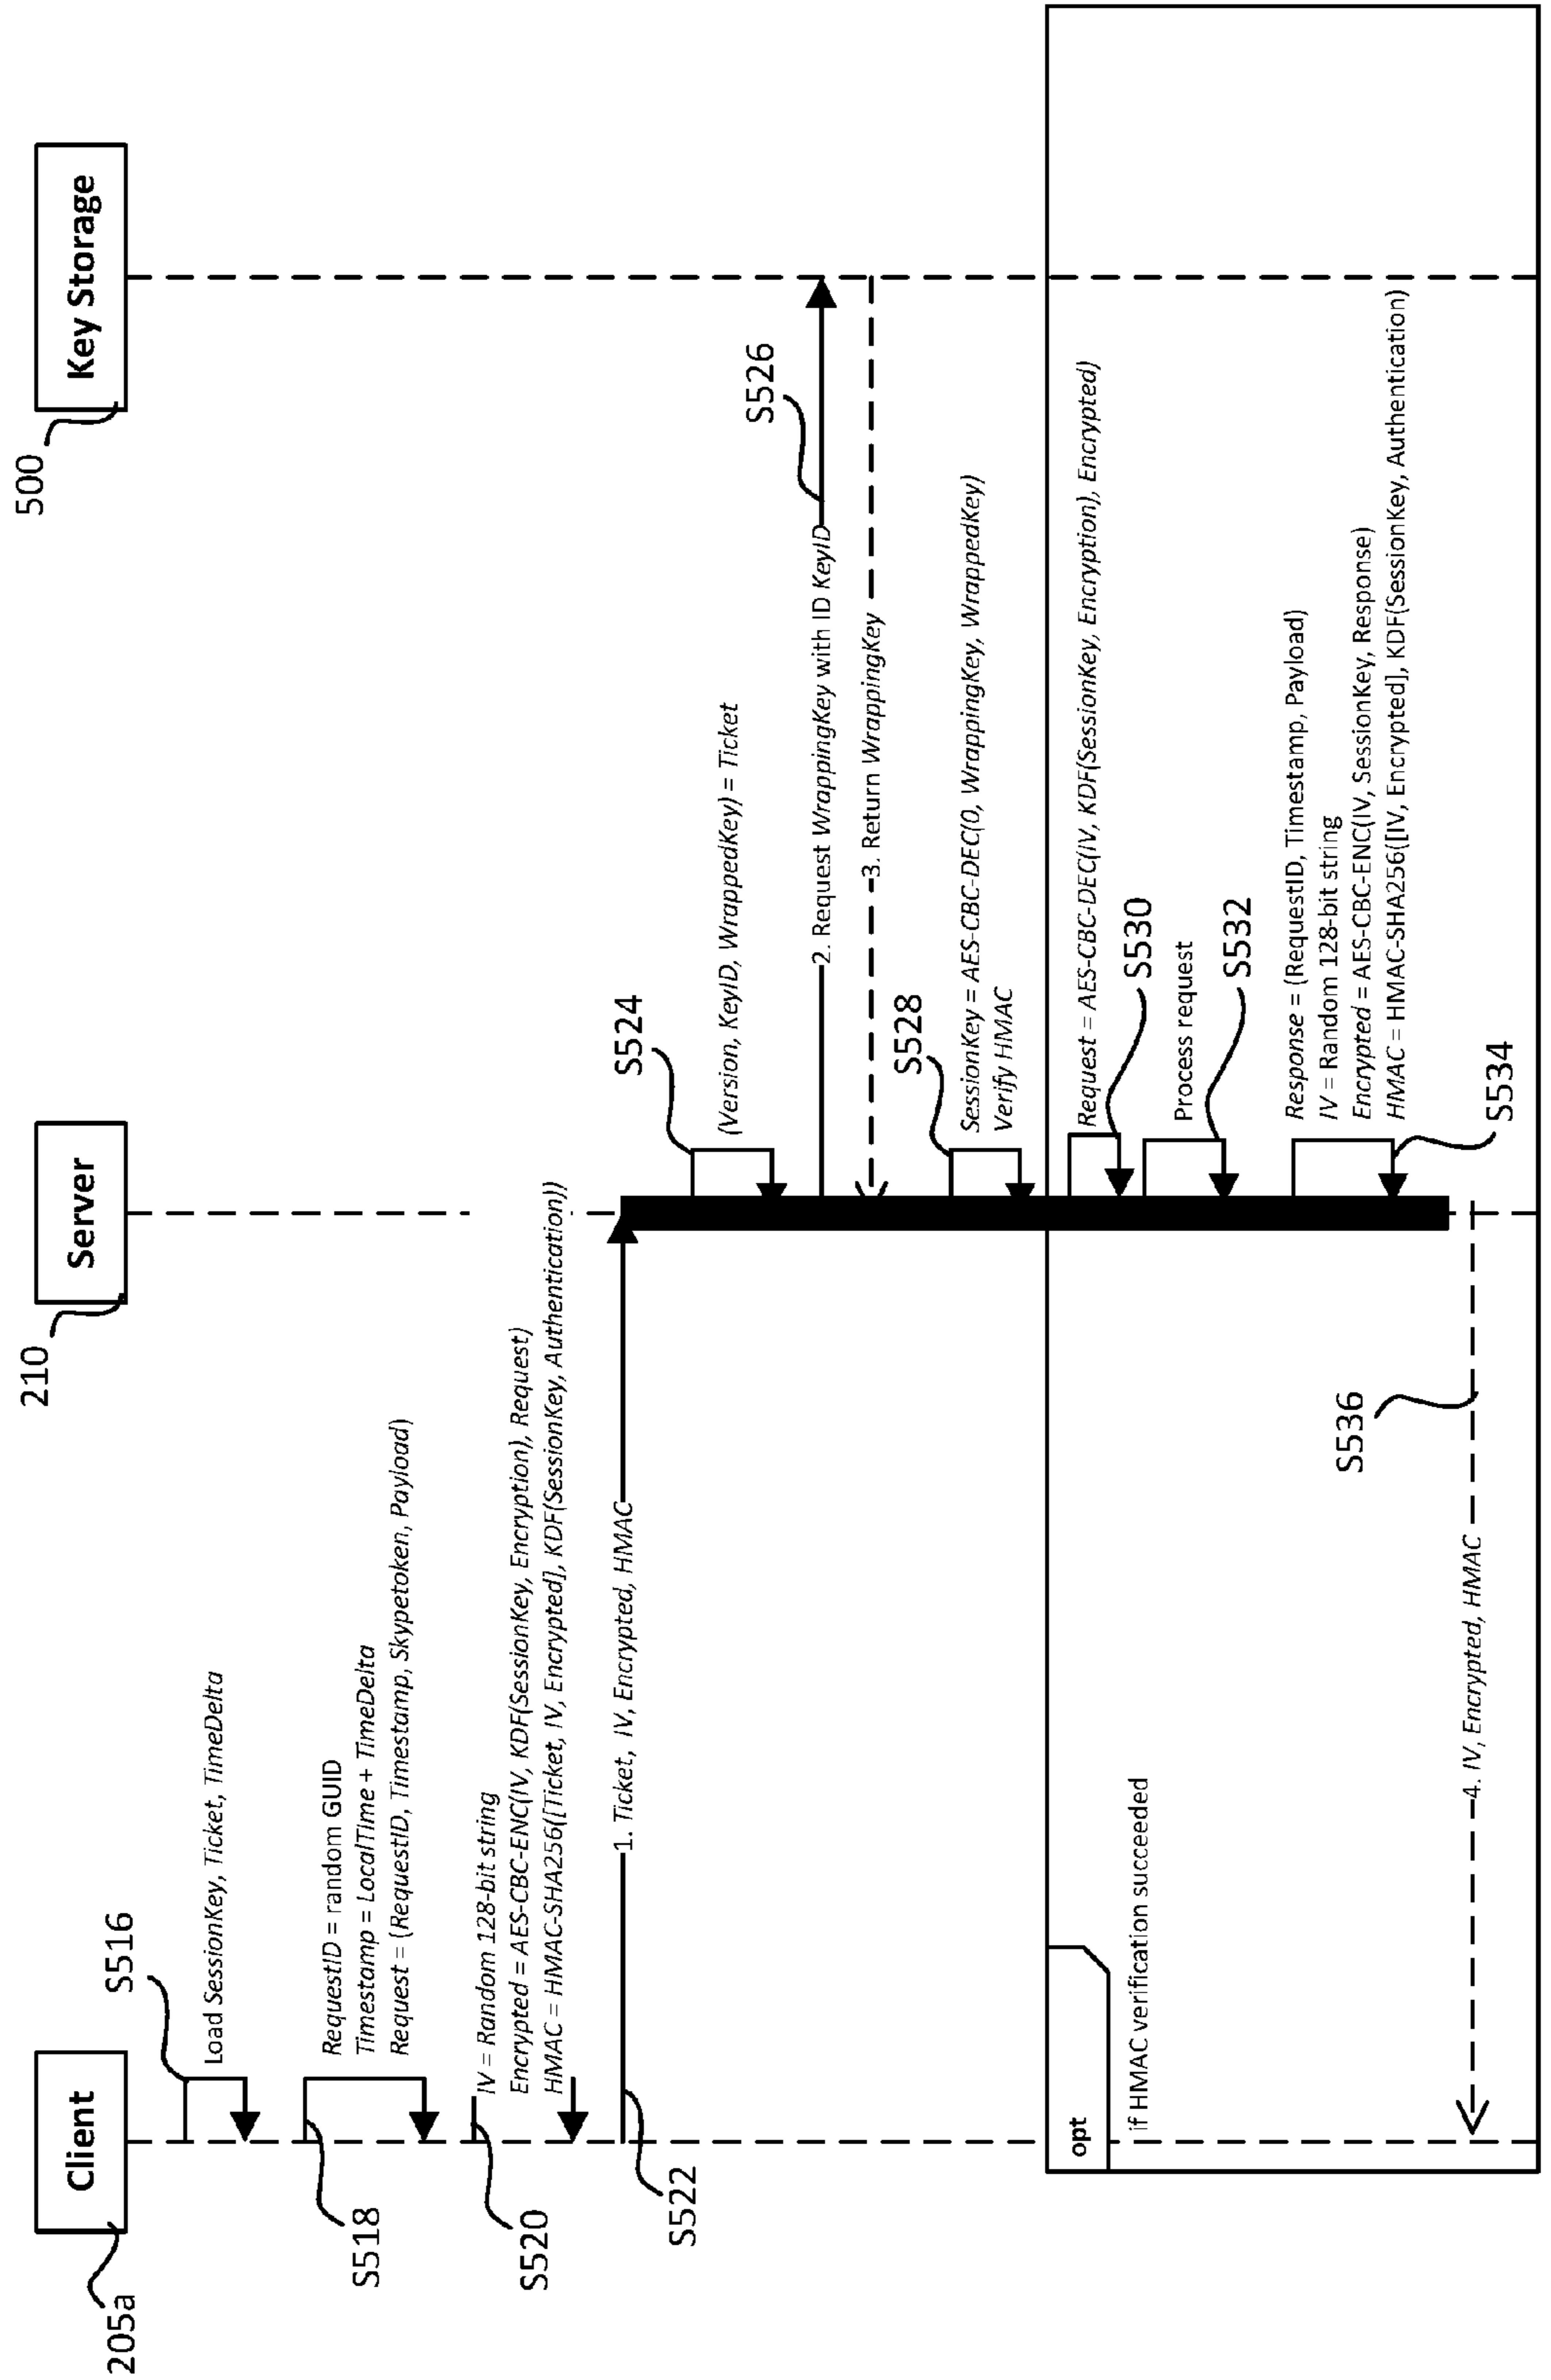 205a
Client
210
Server
500
Key Storage
S516
Load SessionKey, Ticket, TimeDelta
S518
RequestID = random GUID
Timestamp = LocalTime + TimeDelta
Request = (RequestID, Timestamp, Skypetoken, Payload)
S520
IV = Random 128-bit string
Encrypted = AES-CBC-ENC(IV, KDF(SessionKey, Encryption), Request)
HMAC = HMAC-SHA256([Ticket, IV, Encrypted], KDF(SessionKey, Authentication))
S522
1. Ticket, IV, Encrypted, HMAC
S524
(Version, KeyID, WrappedKey) = Ticket
S526
2. Request WrappingKey with ID KeyID
3. Return WrappingKey
S528
SessionKey = AES-CBC-DEC(0, WrappingKey, WrappedKey)
Verify HMAC
opt
if HMAC verification succeeded
Request = AES-CBC-DEC(IV, KDF(SessionKey, Encryption), Encrypted)
S530
Process request
S532
Response = (RequestID, Timestamp, Payload)
IV = Random 128-bit string
Encrypted = AES-CBC-ENC(IV, SessionKey, Response)
HMAC = HMAC-SHA256([IV, Encrypted], KDF(SessionKey, Authentication)
S534
S536
4. IV, Encrypted, HMAC